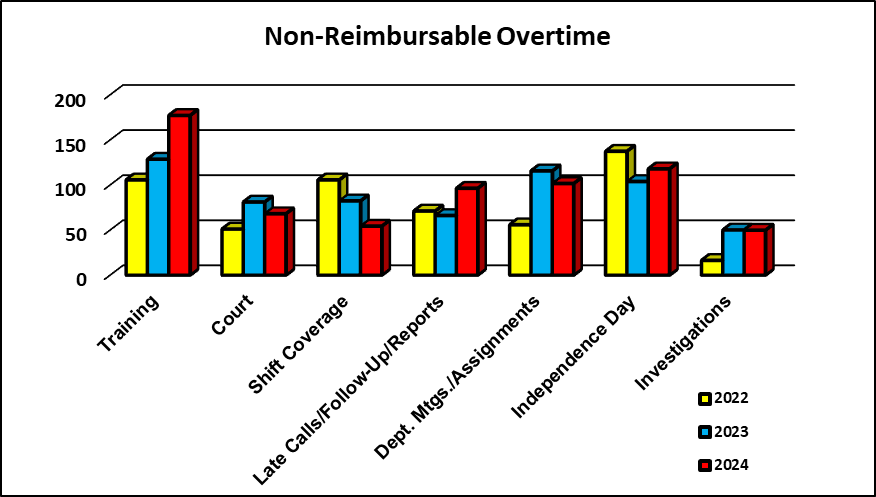 Non-Reimbursable Overtime
200
150
100
50
0
Training
Court
Shift Coverage
Late Calls/Follow-Up/Reports
Dept. Mtgs./Assignments
Independence Day
Investigations
2022
2023
2024